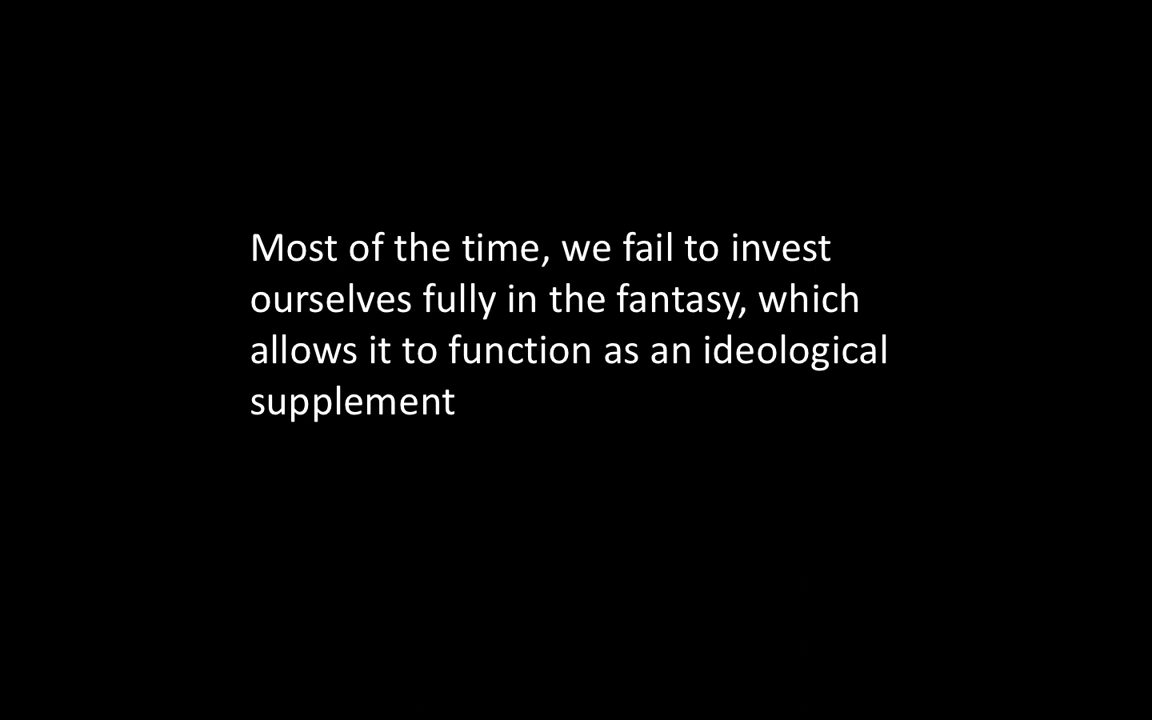 Most of the time, we fail to invest
ourselves fully in the fantasy, which
allows it to function as an ideological
supplement